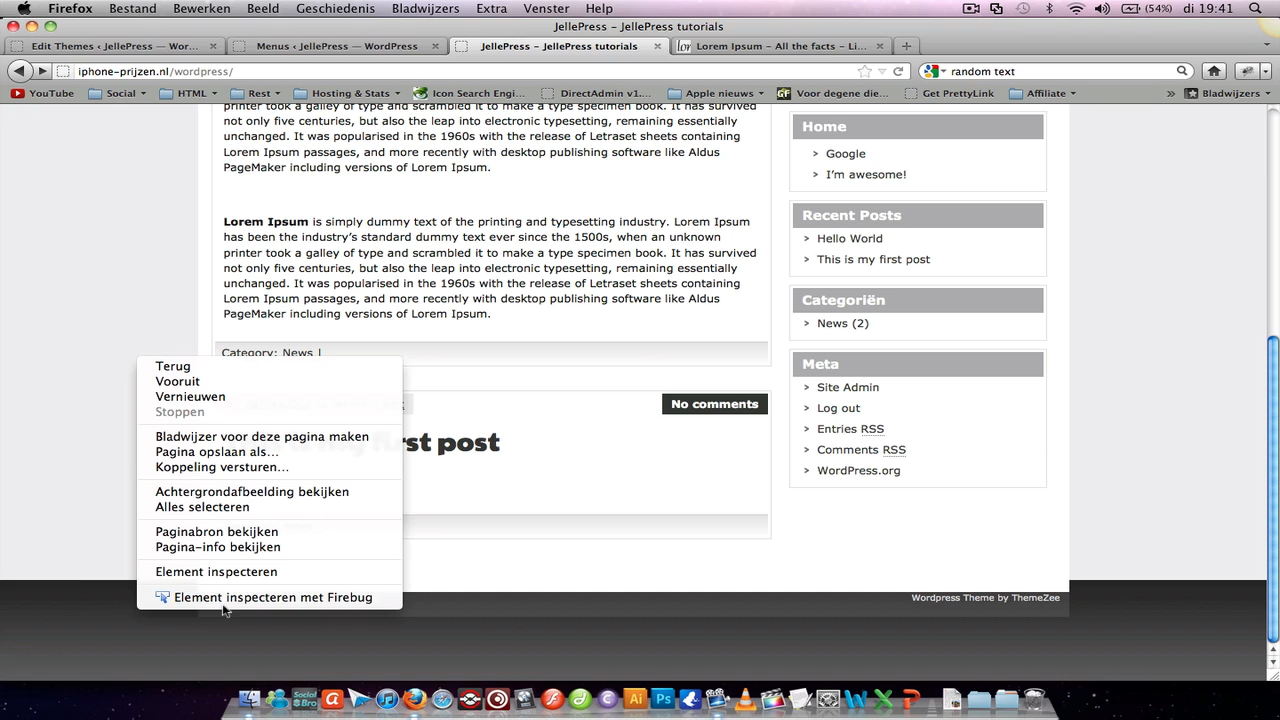 Firefox Bestand Bewerken Beeld Geschiedenis Bladwijzers Extra Venster Help (54%) di 19:41
JellePress – JellePress tutorials
Edit Themes ‹ JellePress — Wor... Menus ‹ JellePress — WordPress JellePress – JellePress tutorials Lorem Ipsum – All the facts – Li...
iphone-prijzen.nl/wordpress/ random text
YouTube Social HTML Rest Hosting & Stats Icon Search Engi... DirectAdmin v1.... Apple nieuws Voor degene die... Get PrettyLink Affiliate » Bladwijzers
printer took a galley of type and scrambled it to make a type specimen book. It has survived
not only five centuries, but also the leap into electronic typesetting, remaining essentially
unchanged. It was popularised in the 1960s with the release of Letraset sheets containing
Lorem Ipsum passages, and more recently with desktop publishing software like Aldus
PageMaker including versions of Lorem Ipsum.
Lorem Ipsum is simply dummy text of the printing and typesetting industry. Lorem Ipsum
has been the industry's standard dummy text ever since the 1500s, when an unknown
printer took a galley of type and scrambled it to make a type specimen book. It has survived
not only five centuries, but also the leap into electronic typesetting, remaining essentially
unchanged. It was popularised in the 1960s with the release of Letraset sheets containing
Lorem Ipsum passages, and more recently with desktop publishing software like Aldus
PageMaker including versions of Lorem Ipsum.
Category: News |
No comments
first post
Terug
Vooruit
Vernieuwen
Stoppen
Bladwijzer voor deze pagina maken
Pagina opslaan als...
Koppeling versturen...
Achtergrondafbeelding bekijken
Alles selecteren
Paginabron bekijken
Pagina-info bekijken
Element inspecteren
Element inspecteren met Firebug
Home
> Google
> I'm awesome!
Recent Posts
> Hello World
> This is my first post
Categoriën
> News (2)
Meta
> Site Admin
> Log out
> Entries RSS
> Comments RSS
> WordPress.org
Wordpress Theme by ThemeZee
Social Bro
Ai Ps